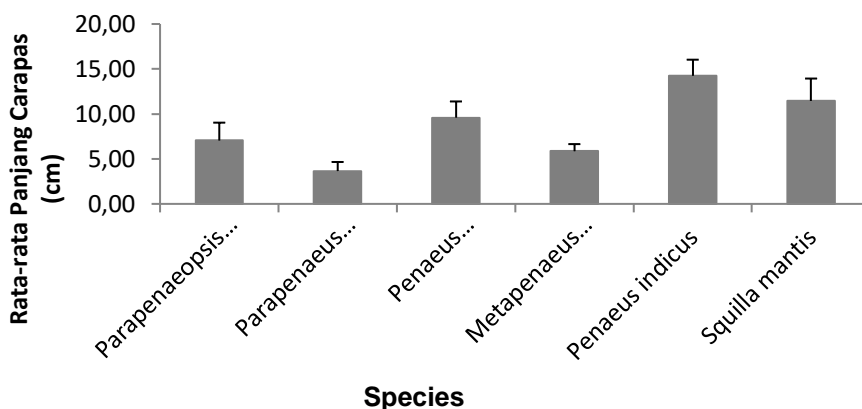 Rata-rata Panjang Carapas
(cm)
20,00
15,00
10,00
5,00
0,00
Parapenaeopsis...
Parapenaeus...
Penaeus...
Metapenaeus...
Penaeus indicus
Squilla mantis
Species